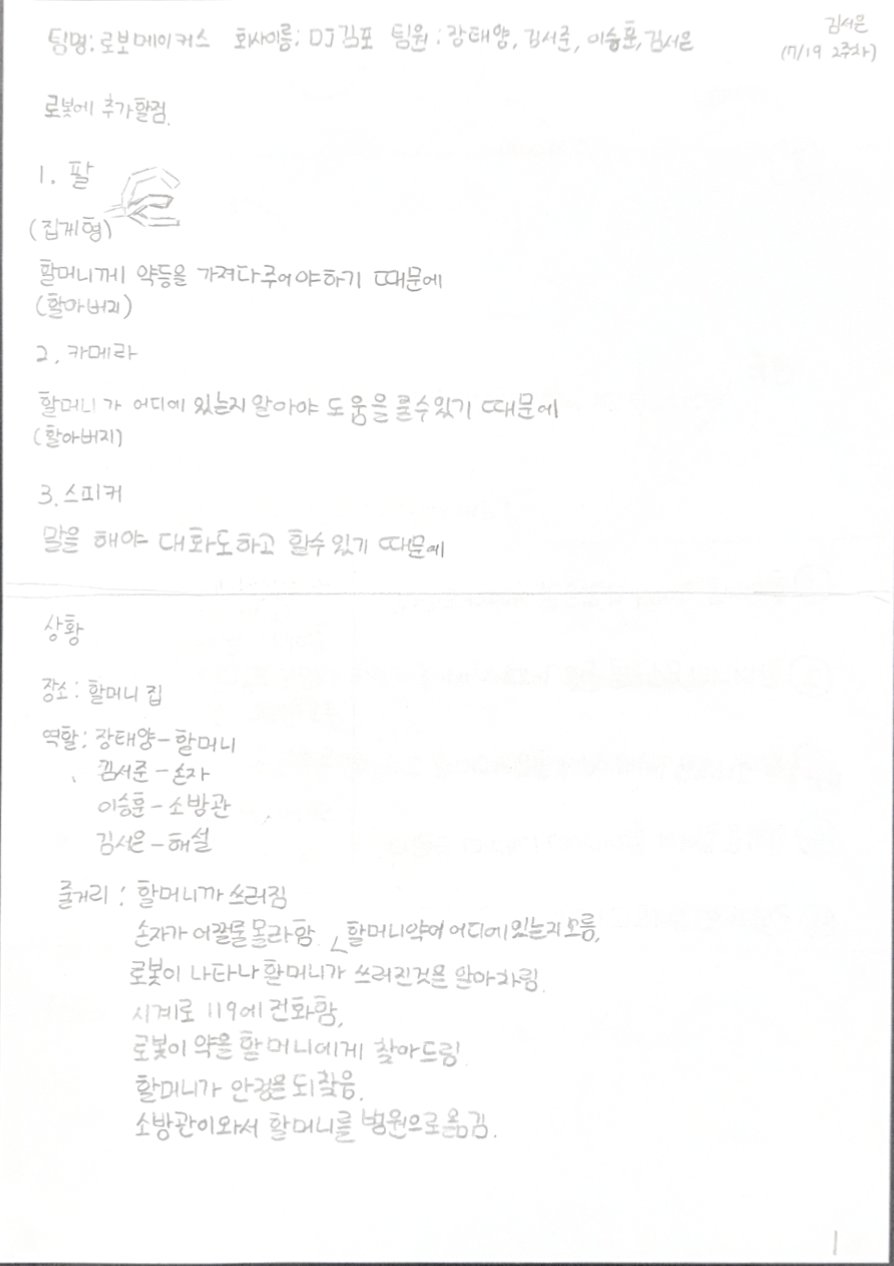 팀명: 로보메이커스 회사이름: DJ김포 팀원: 장태양, 김서준, 이승훈, 김서은
김서은
(7/19 2주차)
로봇에 추가할점.
1. 팔
(집게형)
할머니께 약등을 가져다주어야하기 때문에
(할아버지)
2. 카메라
할머니가 어디에 있는지 알아야 도움을 줄수있기 때문에
(할아버지)
3. 스피커
말을 해야 대화도하고 할수있기 때문에
상황
장소: 할머니 집
역할: 장태양-할머니
김서준-손자
이승훈-소방관
김서은-해설
줄거리: 할머니가 쓰러짐
손자가 어쩔줄몰라함. ㄴ할머니약이 어디에있는지모름,
로봇이 나타나 할머니가 쓰러진것을 알아차림.
시계로 119에 전화함,
로봇이 약을 할머니에게 찾아드림.
할머니가 안정을 되찾음.
소방관이와서 할머니를 병원으로옮김.
1